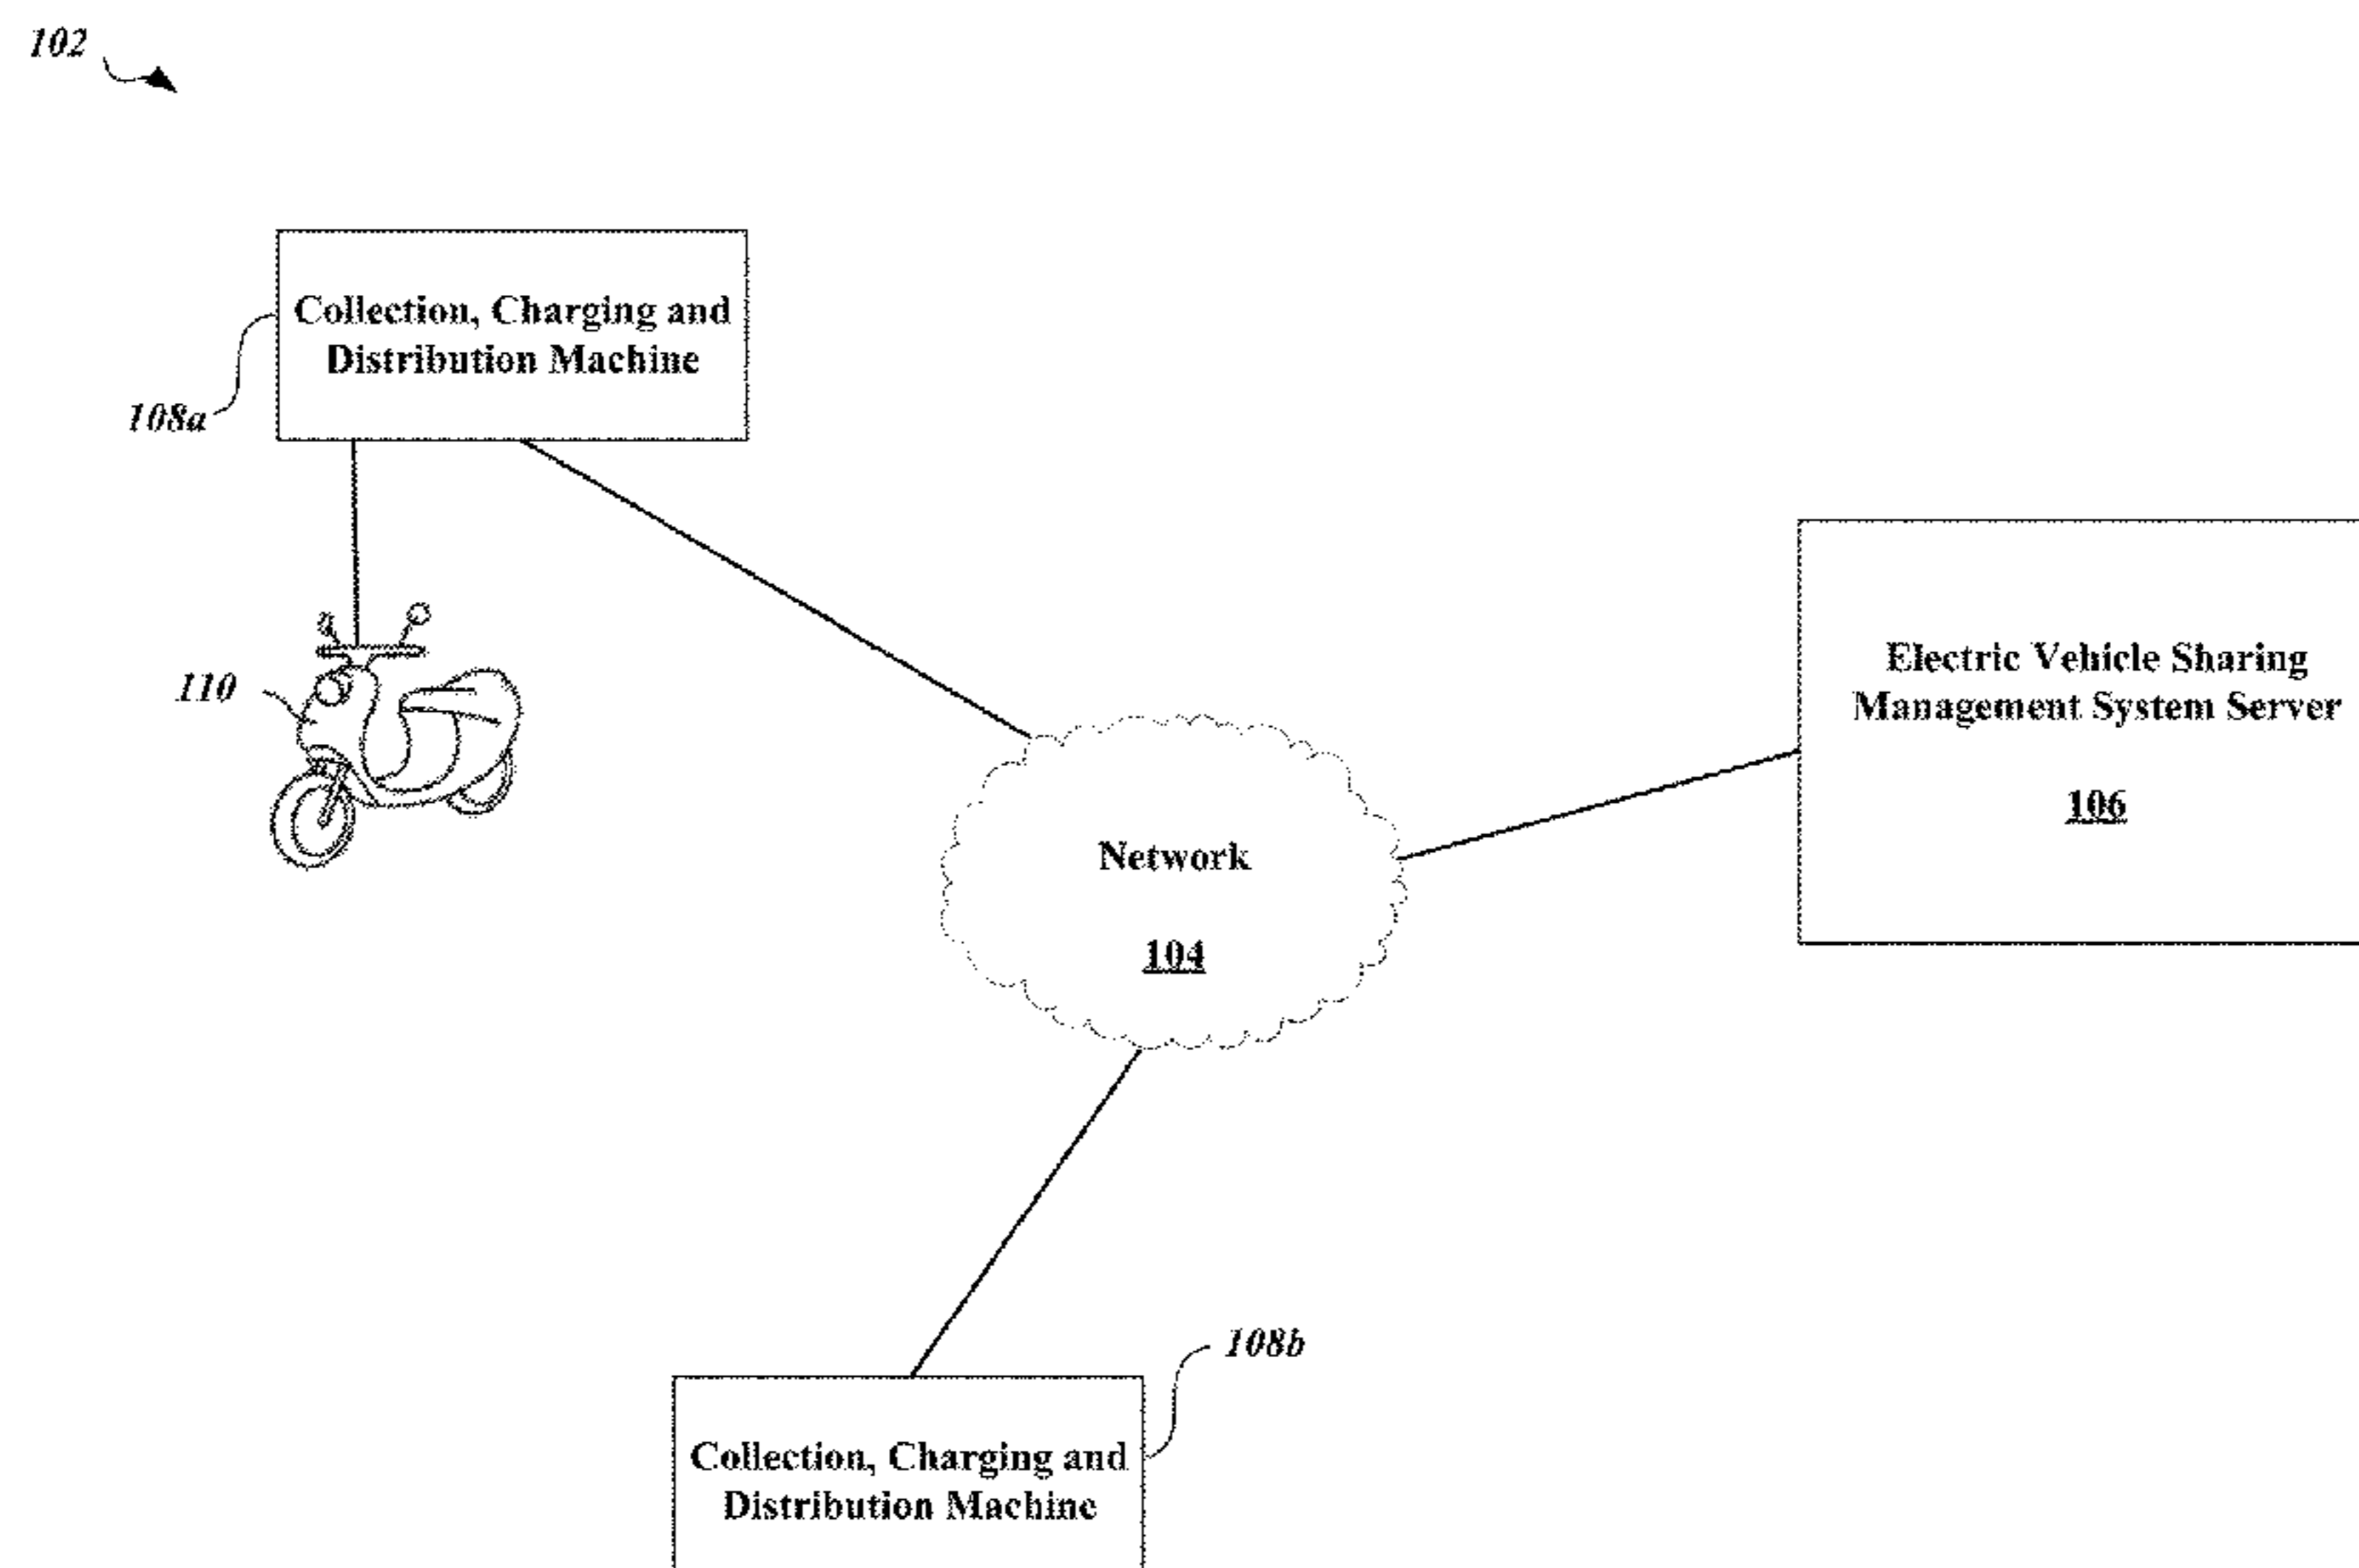 102
Collection, Charging and
Distribution Machine
108a
110
Electric Vehicle Sharing
Management System Server
106
Network
104
108b
Collection, Charging and
Distribution Machine